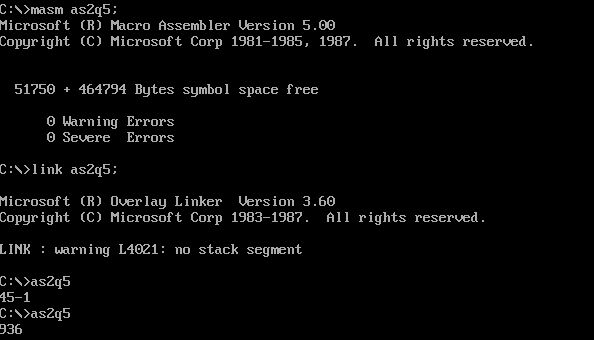 C:\>masm as2q5;
Microsoft (R) Macro Assembler Version 5.00
Copyright (C) Microsoft Corp 1981-1985, 1987.  All rights reserved.
51750 + 464794 Bytes symbol space free
0 Warning Errors
0 Severe  Errors
C:\>link as2q5;
Microsoft (R) Overlay Linker  Version 3.60
Copyright (C) Microsoft Corp 1983-1987.  All rights reserved.
LINK : warning L4021: no stack segment
C:\>as2q5
45-1
C:\>as2q5
936